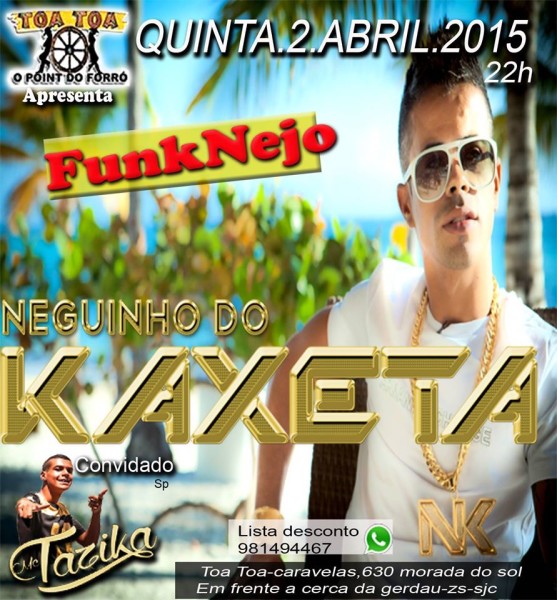 TOA TOA
O POINT DO FORRÓ
Apresenta
QUINTA.2.ABRIL.2015
22h
FunkNejo
NEGUINHO DO
KAXETA
NK
Convidado
Sp
Mc Tazika
Lista desconto
981494467
Toa Toa-caravelas,630 morada do sol
Em frente a cerca da gerdau-zs-sjc